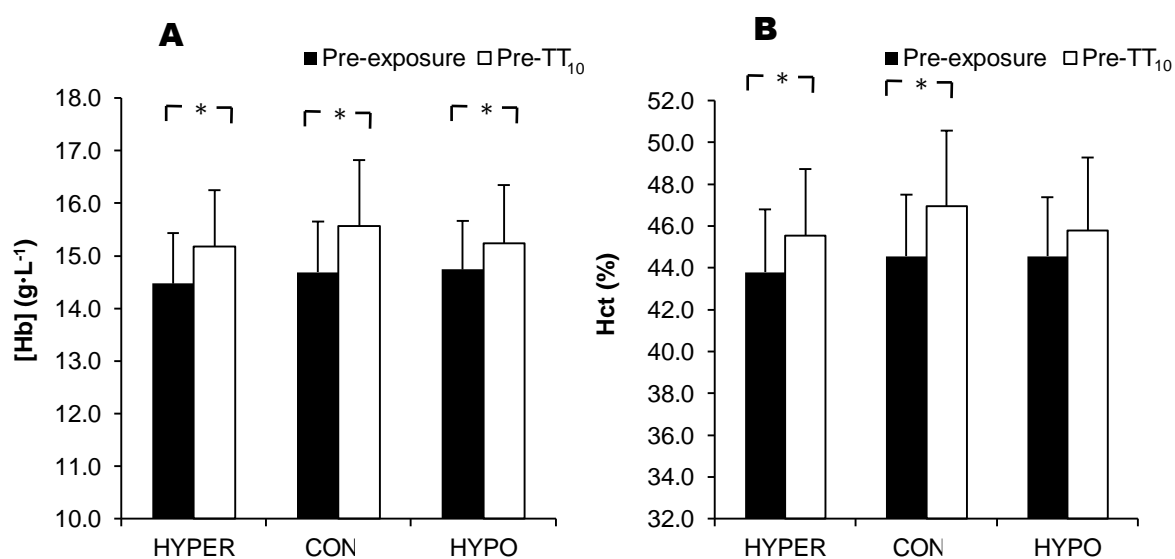 A
■Pre-exposure □Pre-TT₁₀
[Hb] (g·L⁻¹)
18.0
17.0
16.0
15.0
14.0
13.0
12.0
11.0
10.0
* * *
HYPER CON HYPO
B
■Pre-exposure □Pre-TT₁₀
Hct (%)
52.0
50.0
48.0
46.0
44.0
42.0
40.0
38.0
36.0
34.0
32.0
* *
HYPER CON HYPO